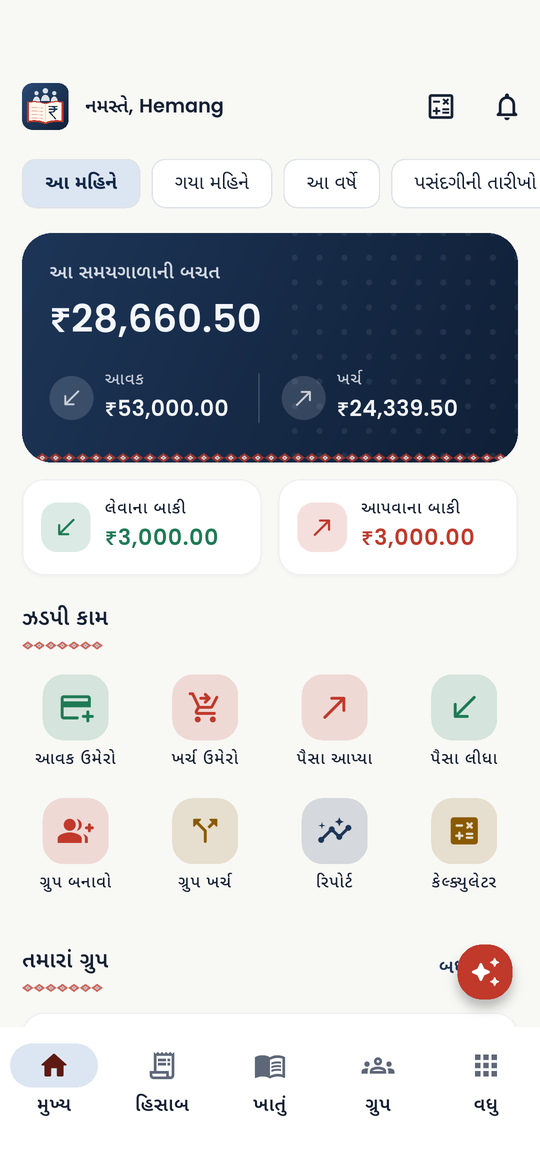 નમસ્તે, Hemang
આ મહિને ગયા મહિને આ વર્ષે પસંદગીની તારીખો
આ સમયગાળાની બચત
₹28,660.50
આવક ખર્ચ
₹53,000.00 ₹24,339.50
લેવાના બાકી આપવાના બાકી
₹3,000.00 ₹3,000.00
ઝડપી કામ
આવક ઉમેરો ખર્ચ ઉમેરો પૈસા આપ્યા પૈસા લીધા
ગ્રુપ બનાવો ગ્રુપ ખર્ચ રિપોર્ટ કેલ્ક્યુલેટર
તમારાં ગ્રુપ
મુખ્ય હિસાબ ખાતું ગ્રુપ વધુ